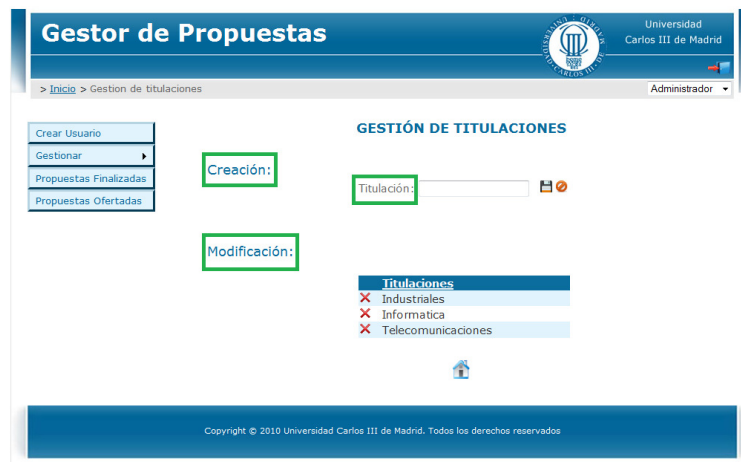 Gestor de Propuestas
Universidad
Carlos III de Madrid
> Inicio > Gestion de titulaciones
Administrador
Crear Usuario
Gestionar
Propuestas Finalizadas
Propuestas Ofertadas
GESTIÓN DE TITULACIONES
Creación:
Titulación:
Modificación:
Titulaciones
Industriales
Informatica
Telecomunicaciones
Copyright © 2010 Universidad Carlos III de Madrid. Todos los derechos reservados